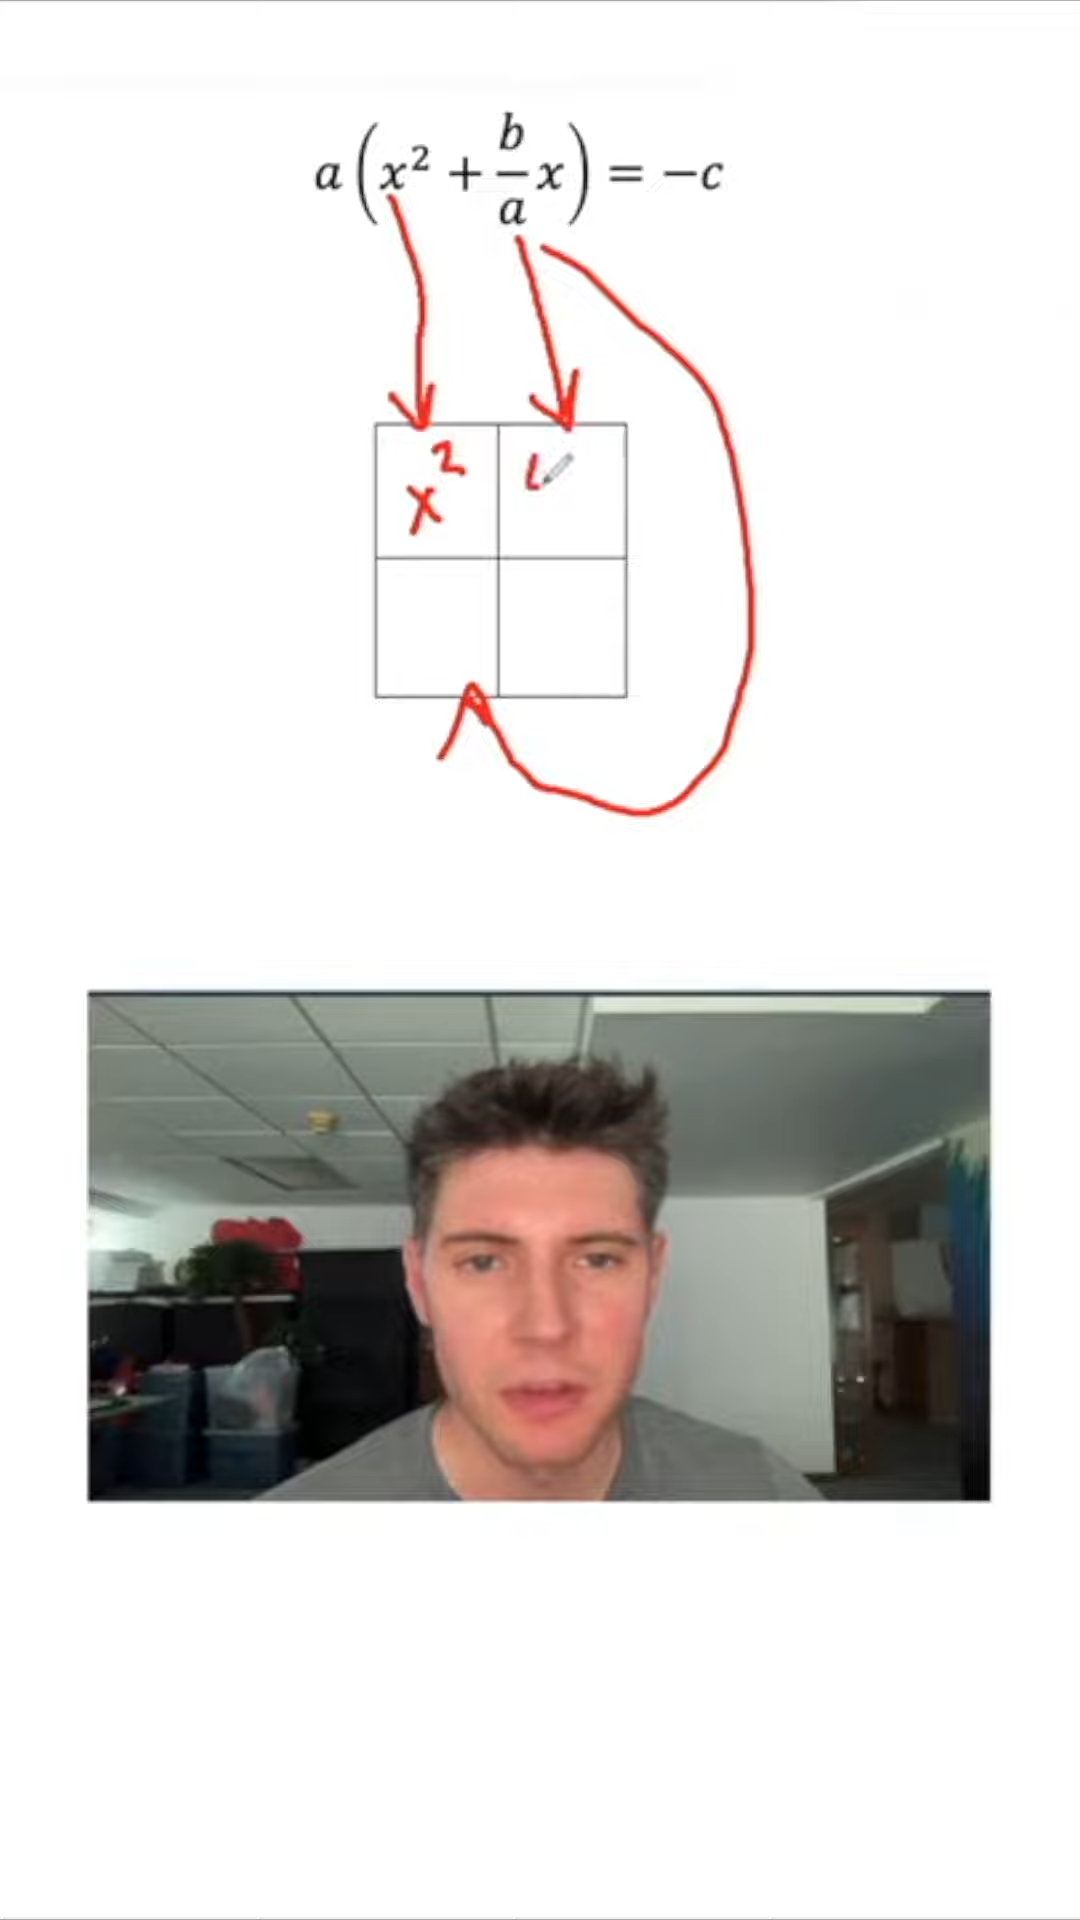 a(x² + b/a x) = −c
x²